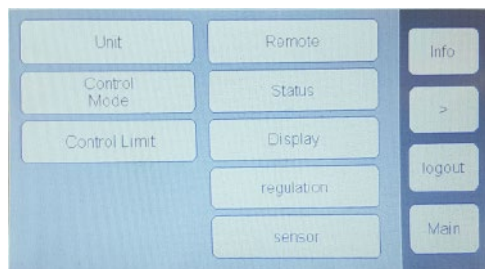 Unit
Control
Mode
Control Limit
Remote
Status
Display
regulation
sensor
Info
>
logout
Main